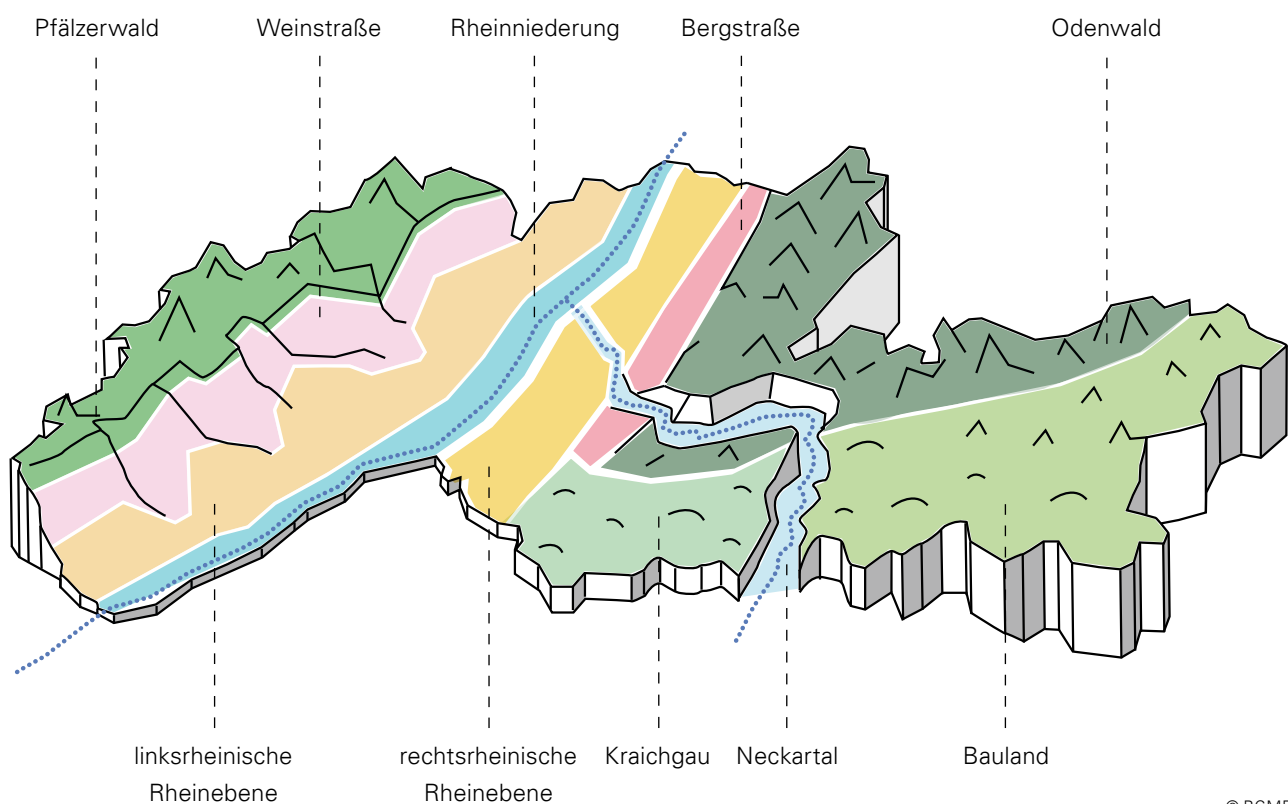 Pfälzerwald
Weinstraße
Rheinniederung
Bergstraße
Odenwald
linksrheinische
Rheinebene
rechtsrheinische
Rheinebene
Kraichgau
Neckartal
Bauland